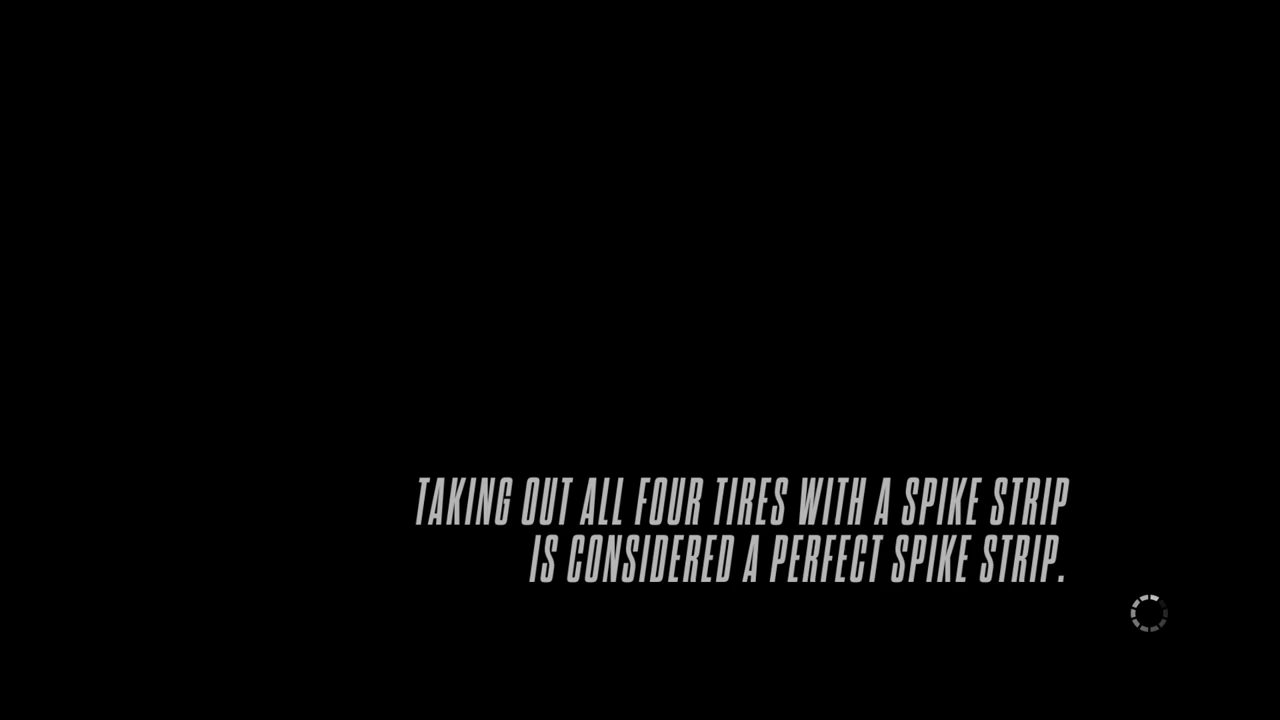 TAKING OUT ALL FOUR TIRES WITH A SPIKE STRIP
IS CONSIDERED A PERFECT SPIKE STRIP.